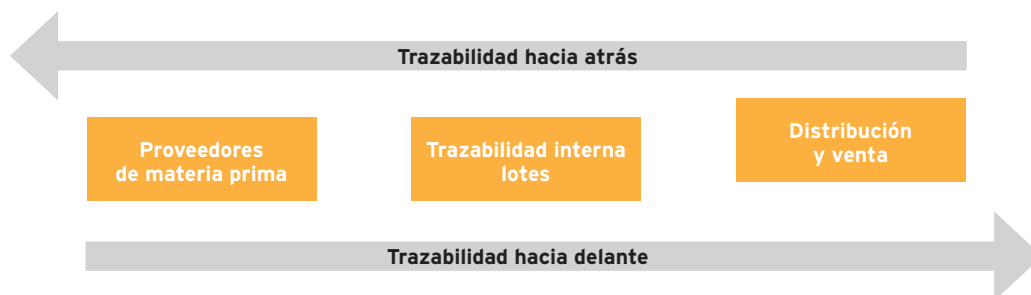 Trazabilidad hacia atrás
Proveedores
de materia prima
Trazabilidad interna
lotes
Distribución
y venta
Trazabilidad hacia delante